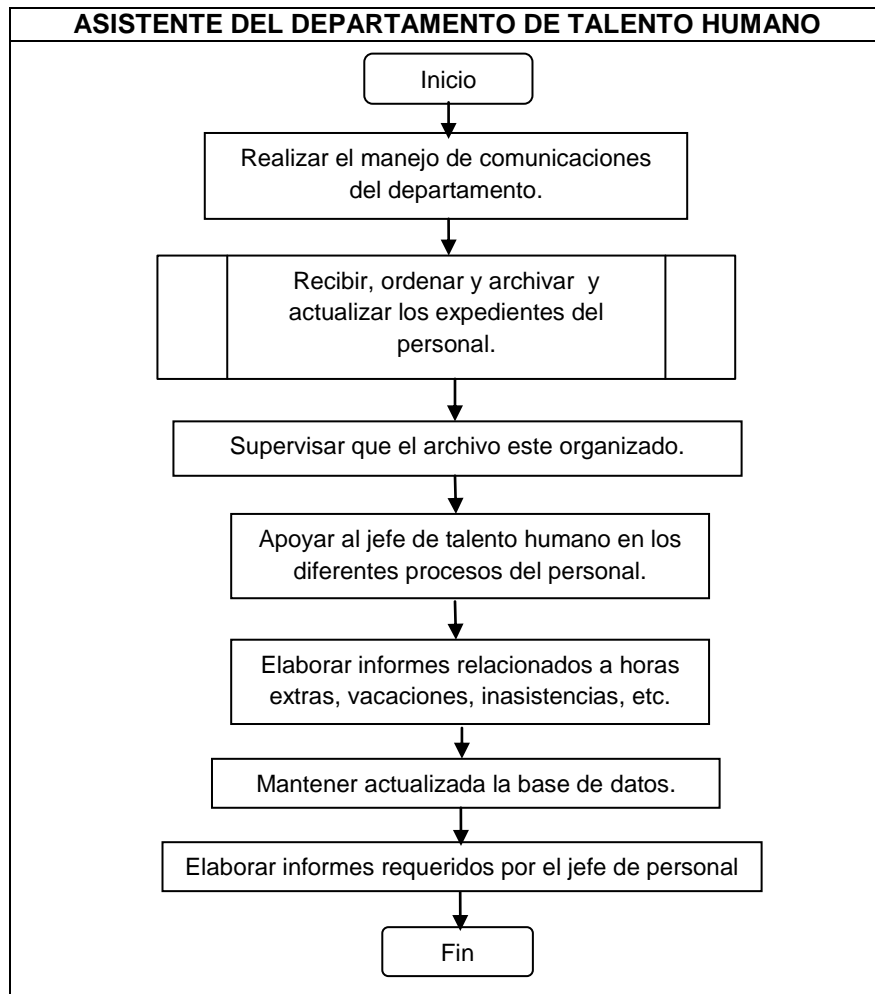 ASISTENTE DEL DEPARTAMENTO DE TALENTO HUMANO
Inicio
Realizar el manejo de comunicaciones
del departamento.
Recibir, ordenar y archivar y
actualizar los expedientes del
personal.
Supervisar que el archivo este organizado.
Apoyar al jefe de talento humano en los
diferentes procesos del personal.
Elaborar informes relacionados a horas
extras, vacaciones, inasistencias, etc.
Mantener actualizada la base de datos.
Elaborar informes requeridos por el jefe de personal
Fin